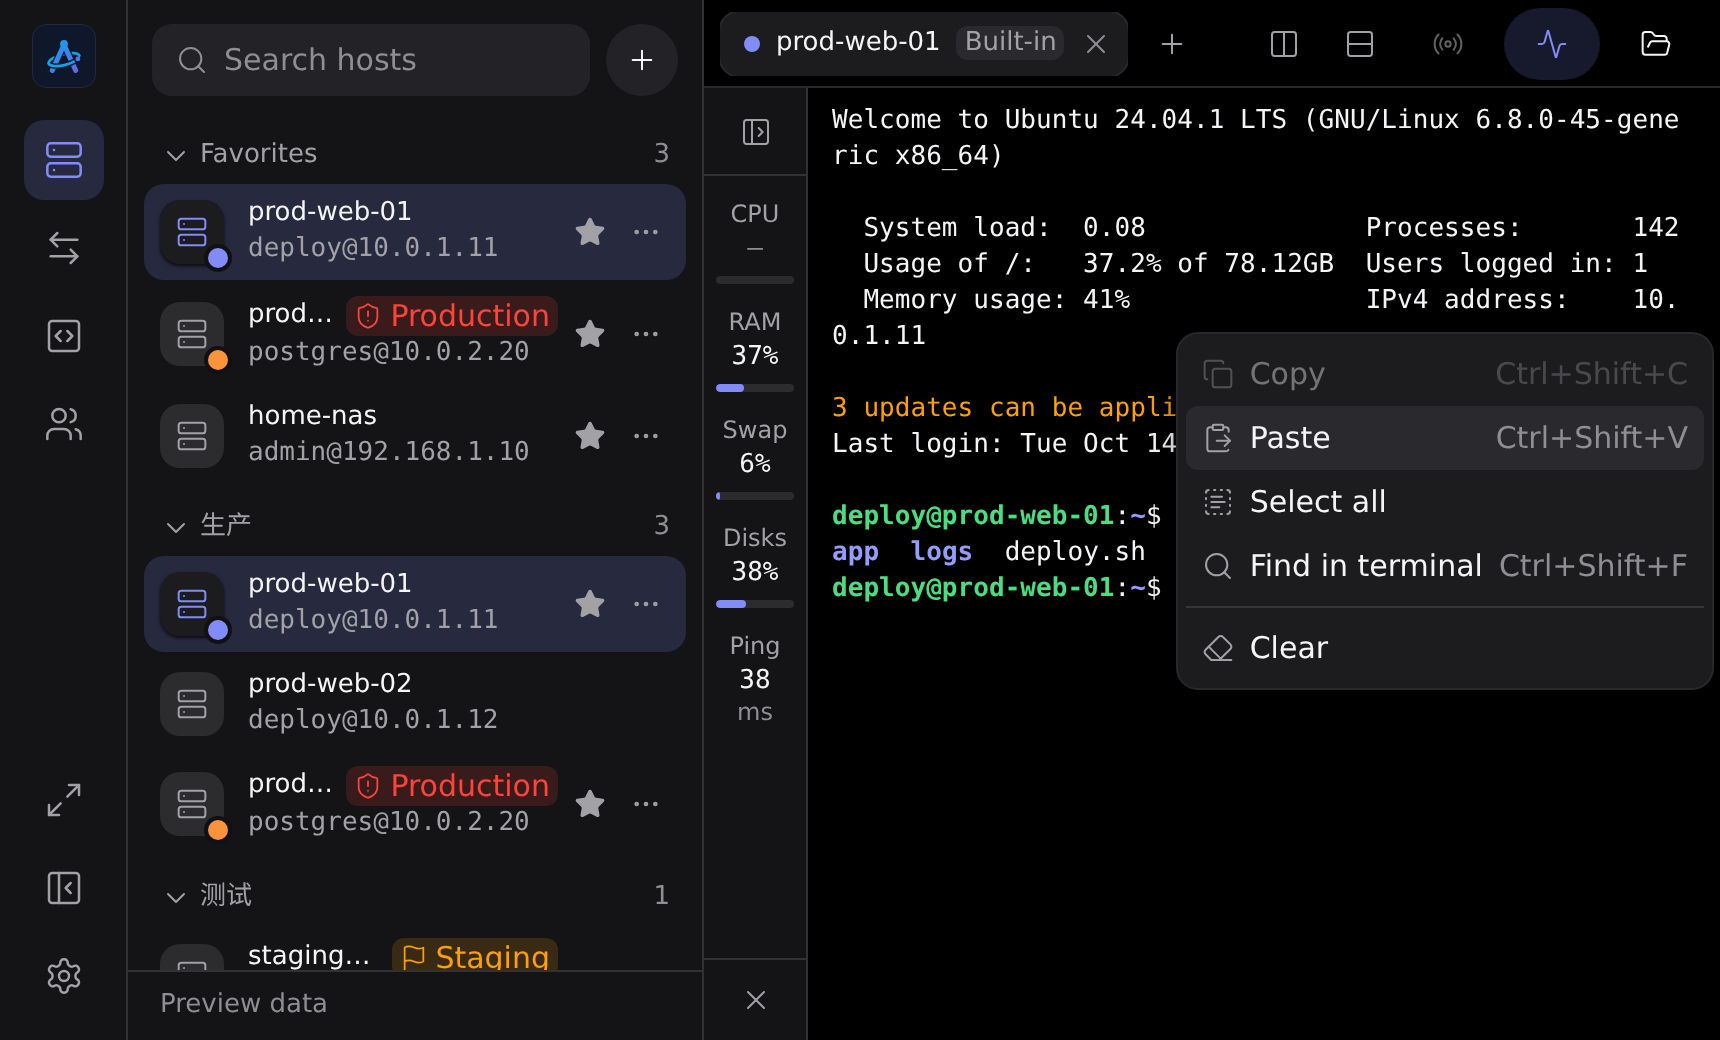 Search hosts
Favorites 3
prod-web-01
deploy@10.0.1.11
prod... Production
postgres@10.0.2.20
home-nas
admin@192.168.1.10
生产 3
prod-web-01
deploy@10.0.1.11
prod-web-02
deploy@10.0.1.12
prod... Production
postgres@10.0.2.20
测试 1
staging... Staging
Preview data
prod-web-01 Built-in
CPU
—
RAM
37%
Swap
6%
Disks
38%
Ping
38
ms
Welcome to Ubuntu 24.04.1 LTS (GNU/Linux 6.8.0-45-gene
ric x86_64)
System load: 0.08 Processes: 142
Usage of /: 37.2% of 78.12GB Users logged in: 1
Memory usage: 41% IPv4 address: 10.
0.1.11
3 updates can be appli
Last login: Tue Oct 14
deploy@prod-web-01:~$
app logs deploy.sh
deploy@prod-web-01:~$
Copy Ctrl+Shift+C
Paste Ctrl+Shift+V
Select all
Find in terminal Ctrl+Shift+F
Clear